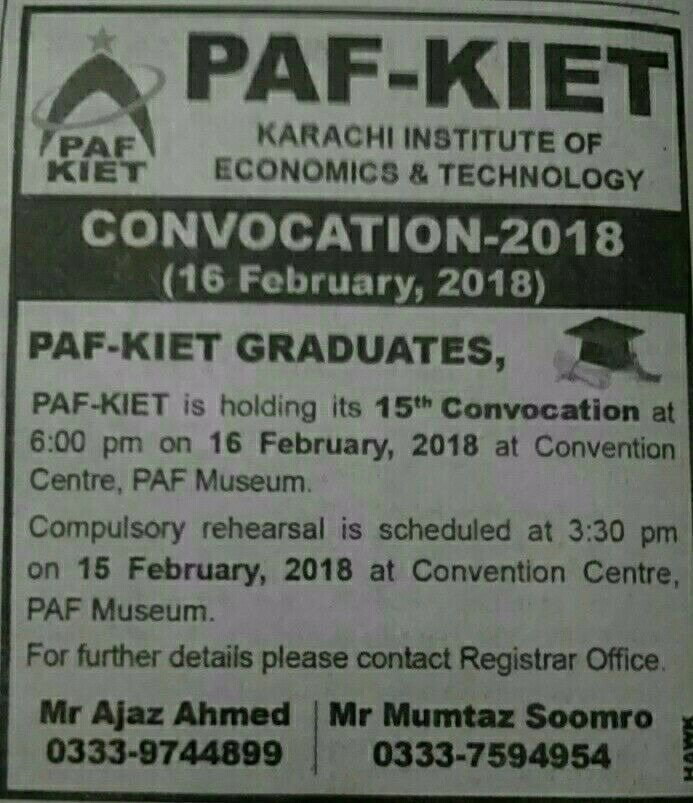 PAF
KIET
PAF-KIET
KARACHI INSTITUTE OF
ECONOMICS & TECHNOLOGY
CONVOCATION-2018
(16 February, 2018)
PAF-KIET GRADUATES,
PAF-KIET is holding its 15th Convocation at
6:00 pm on 16 February, 2018 at Convention
Centre, PAF Museum.
Compulsory rehearsal is scheduled at 3:30 pm
on 15 February, 2018 at Convention Centre,
PAF Museum.
For further details please contact Registrar Office.
Mr Ajaz Ahmed
0333-9744899
Mr Mumtaz Soomro
0333-7594954